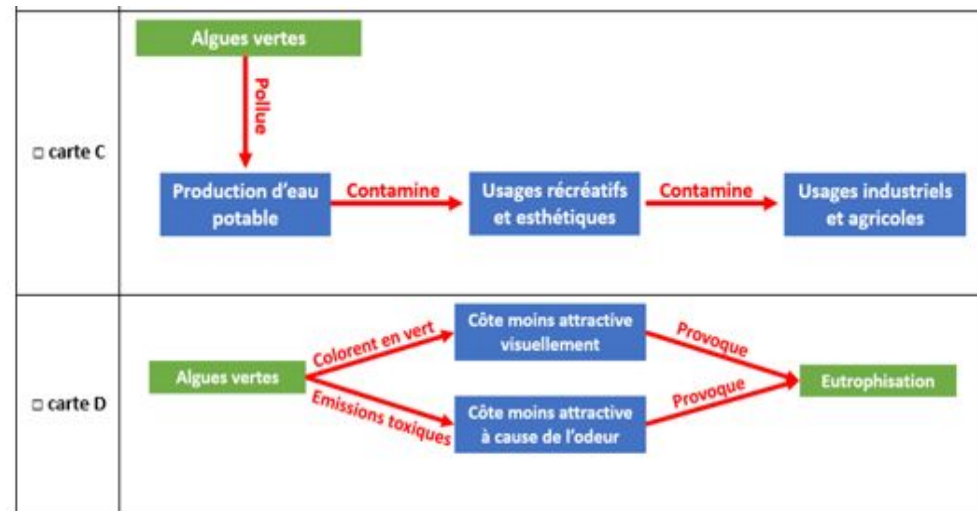 □ carte C
Algues vertes
Pollue
Production d'eau
potable
Contamine
Usages récréatifs
et esthétiques
Contamine
Usages industriels
et agricoles
□ carte D
Algues vertes
Colorent en vert
Emissions toxiques
Côte moins attractive
visuellement
Côte moins attractive
à cause de l'odeur
Provoque
Provoque
Eutrophisation